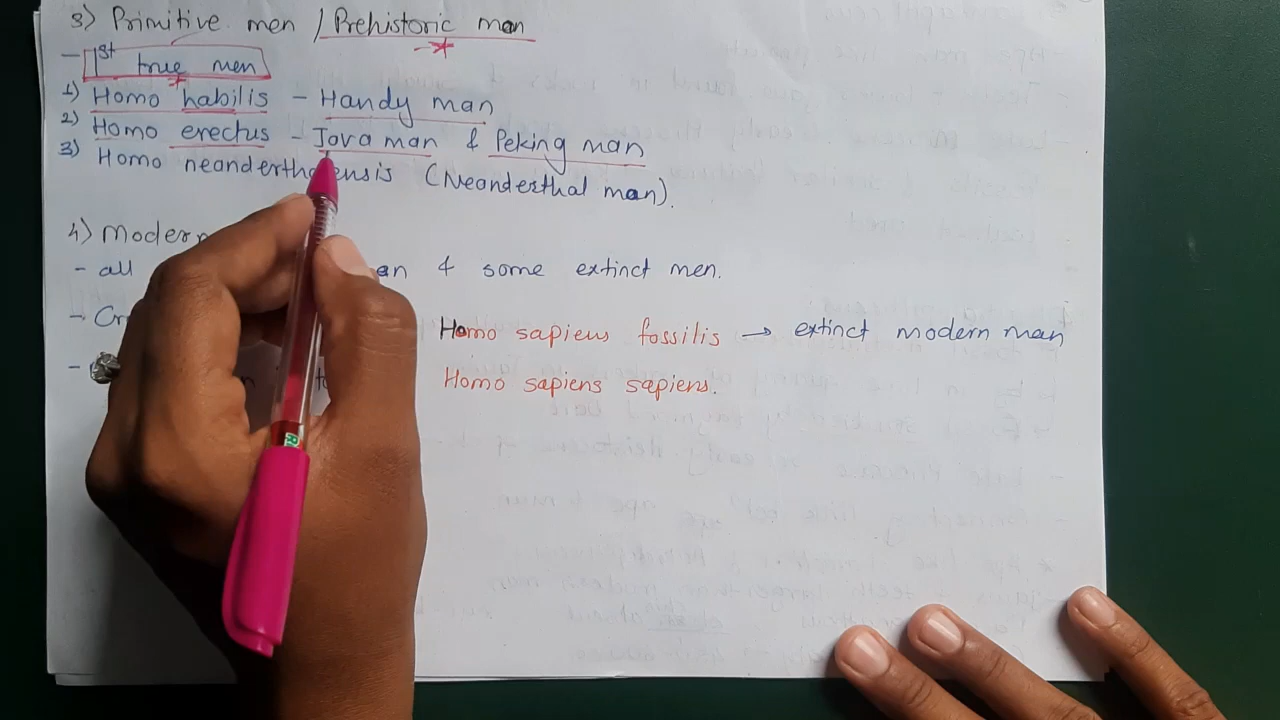 3) Primitive men / Prehistoric man
- 1st true men
1) Homo habilis - Handy man
2) Homo erectus - Java man & Peking man
3) Homo neanderthalensis (Neanderthal man).
4) Modern
- all an & some extinct men.
- Cr Homo sapiens fossilis → extinct modern man
- Homo sapiens sapiens.